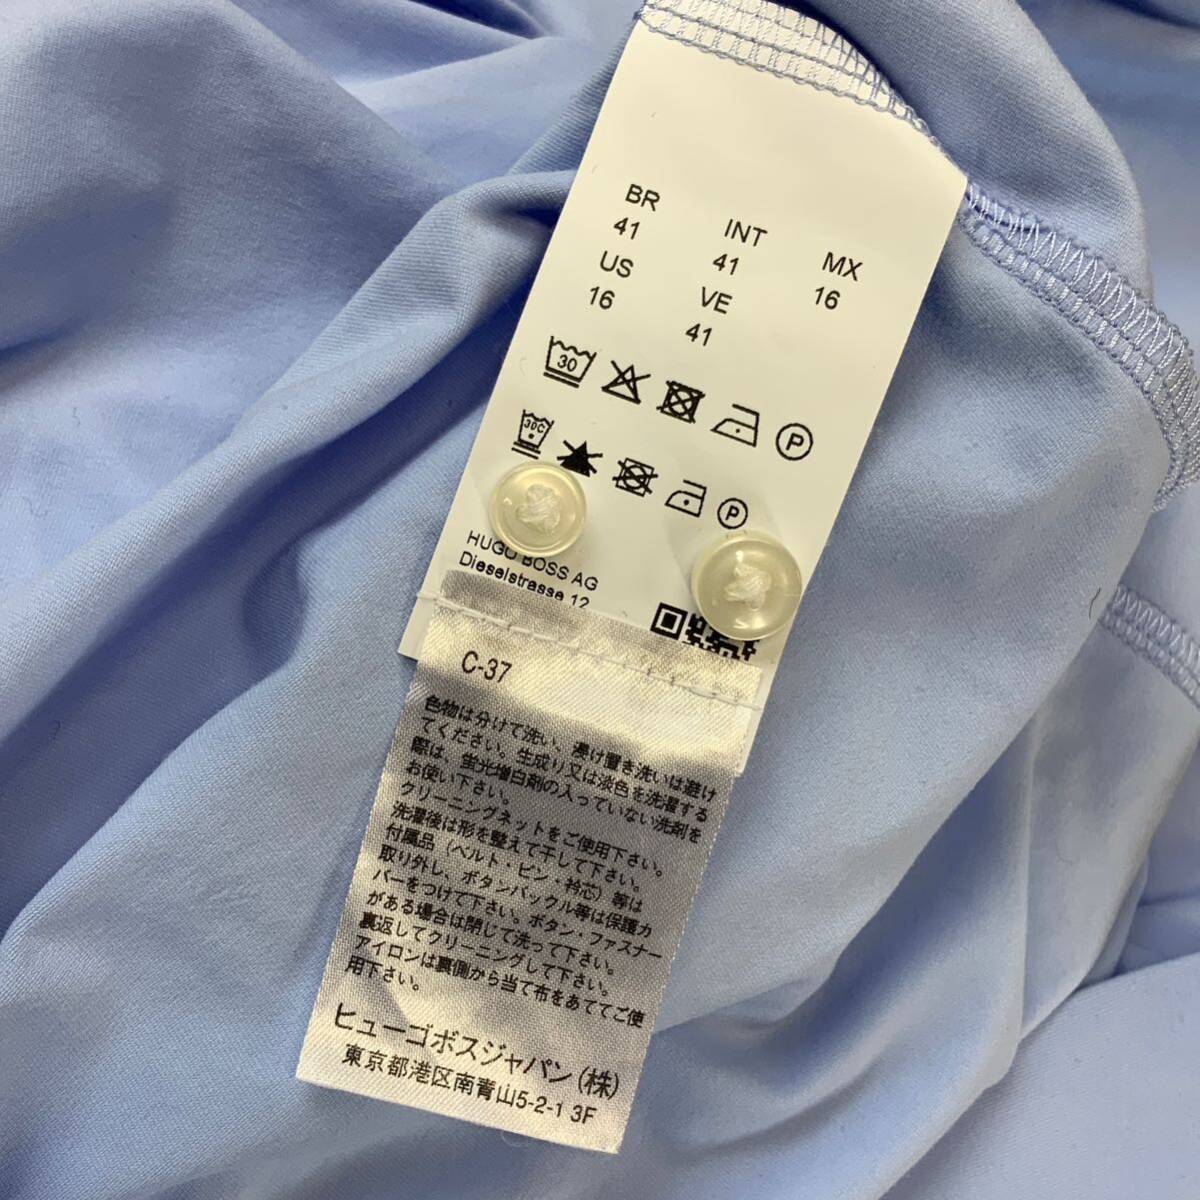 BR
41
US
16
INT
41
VE
41
MX
16
30
P
30C
P
HUGO BOSS AG
Dieselstrasse 12
C-37
色物は分けて洗い、漬け置き洗いは避け
てください。生成り又は淡色を洗濯する
際は、蛍光増白剤の入っていない洗剤を
お使い下さい。
クリーニングネットをご使用下さい。
洗濯後は形を整えて干して下さい。
付属品（ベルト・ピン・衿芯）等は
取り外し、ボタンバックル等は保護カ
バーをつけて下さい。ボタン・ファスナー
がある場合は閉じて洗って下さい。
裏返してクリーニングして下さい。
アイロンは裏側から当て布をあててご使
用下さい。
ヒューゴボスジャパン(株)
東京都港区南青山5-2-1 3F